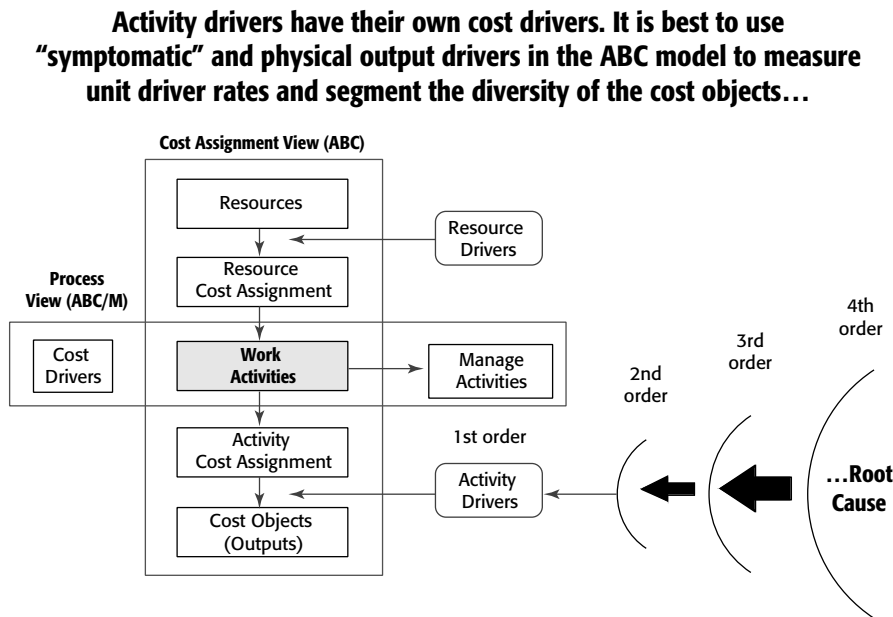 Activity drivers have their own cost drivers. It is best to use
“symptomatic” and physical output drivers in the ABC model to measure
unit driver rates and segment the diversity of the cost objects…
Cost Assignment View (ABC)
Resources
Resource
Drivers
Resource
Cost Assignment
Process
View (ABC/M)
Cost
Drivers
Work
Activities
Manage
Activities
2nd
order
3rd
order
4th
order
Activity
Cost Assignment
1st order
Activity
Drivers
…Root
Cause
Cost Objects
(Outputs)